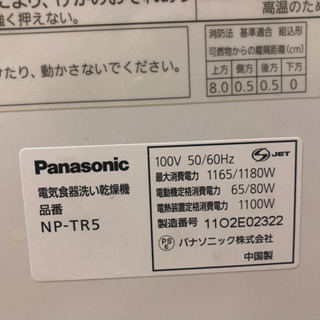 強く押えない。
高温のため
けたり、動かさないでください。
消防法 基準適合 組込形
可燃物からの離隔距離(cm)
上方 側方 後方 下方
8.0 0.5 0.5 0
Panasonic
電気食器洗い乾燥機
品番
NP-TR5
100V 50/60Hz
JET
最大消費電力 1165/1180W
電動機定格消費電力 65/80W
電熱装置定格消費電力 1100W
製造番号 11O2E02322
PS E パナソニック株式会社
中国製